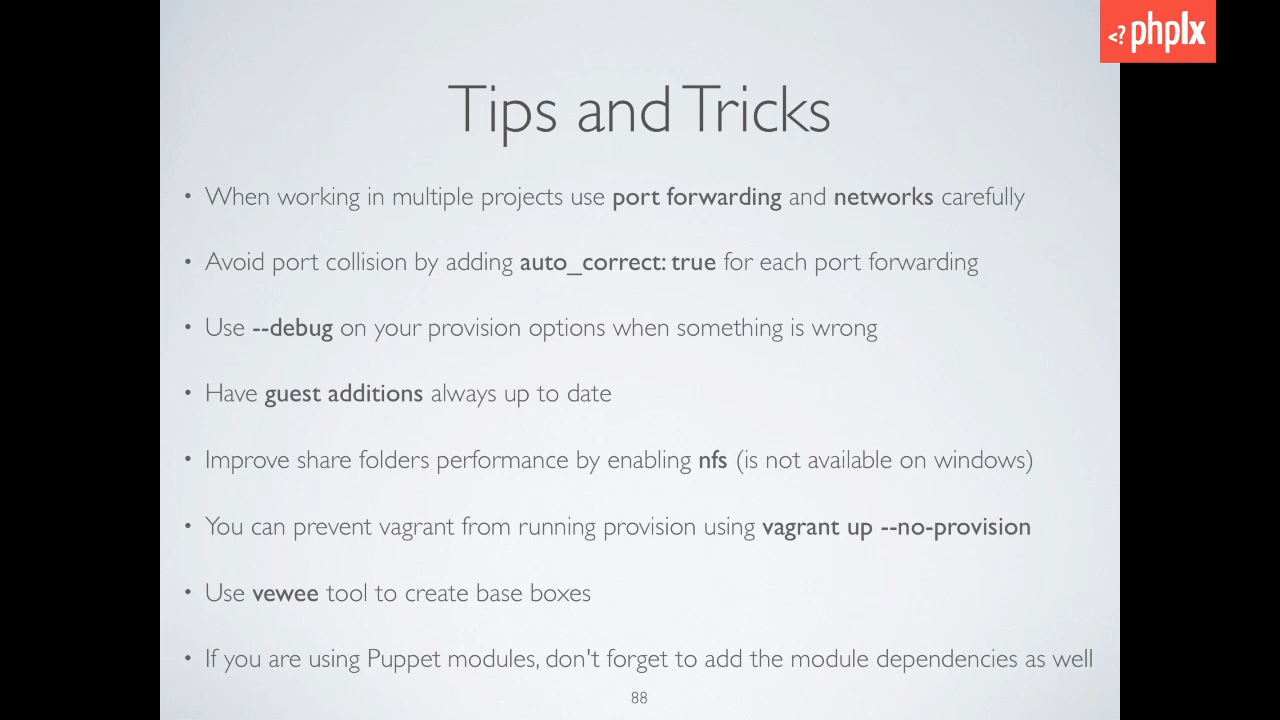 <? phplx
Tips and Tricks
• When working in multiple projects use port forwarding and networks carefully
• Avoid port collision by adding auto_correct: true for each port forwarding
• Use --debug on your provision options when something is wrong
• Have guest additions always up to date
• Improve share folders performance by enabling nfs (is not available on windows)
• You can prevent vagrant from running provision using vagrant up --no-provision
• Use vewee tool to create base boxes
• If you are using Puppet modules, don't forget to add the module dependencies as well
88